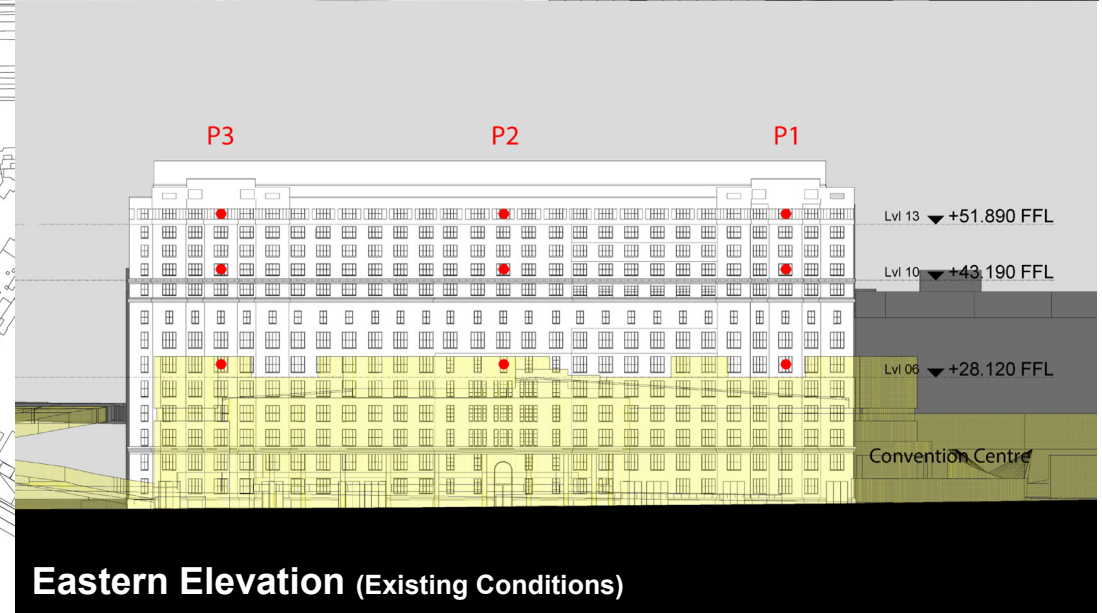 P3 P2 P1
Lvl 13 +51.890 FFL
Lvl 10 +43.190 FFL
Lvl 06 +28.120 FFL
Convention Centre
Eastern Elevation (Existing Conditions)